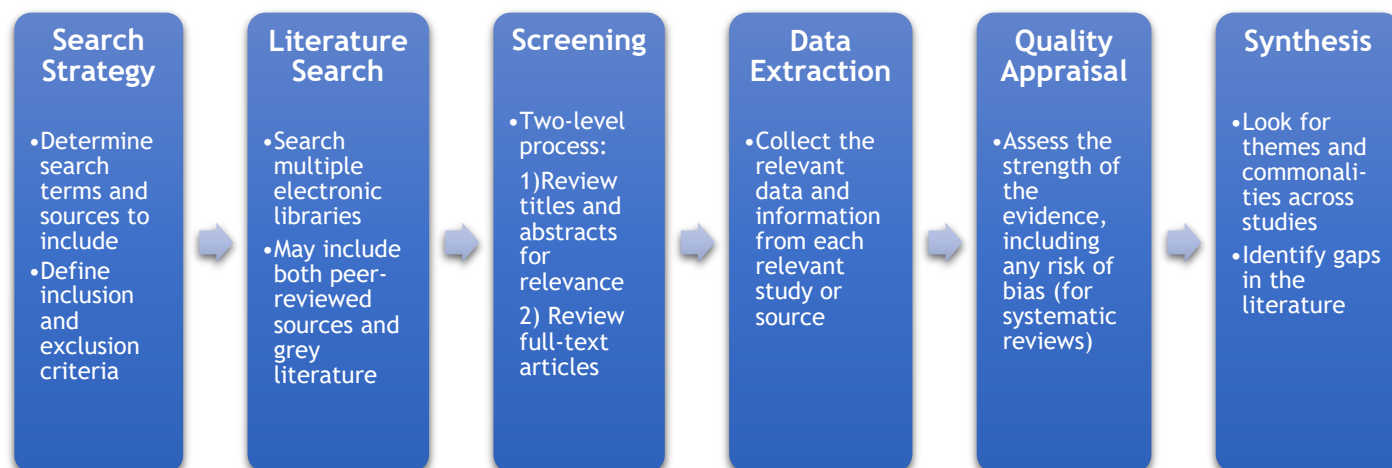 Search
Strategy
•Determine
search
terms and
sources to
include
•Define
inclusion
and
exclusion
criteria
Literature
Search
•Search
multiple
electronic
libraries
•May include
both peer-
reviewed
sources and
grey
literature
Screening
•Two-level
process:
1)Review
titles and
abstracts
for
relevance
2) Review
full-text
articles
Data
Extraction
•Collect the
relevant
data and
information
from each
relevant
study or
source
Quality
Appraisal
•Assess the
strength of
the
evidence,
including
any risk of
bias (for
systematic
reviews)
Synthesis
•Look for
themes and
commonali-
ties across
studies
•Identify gaps
in the
literature